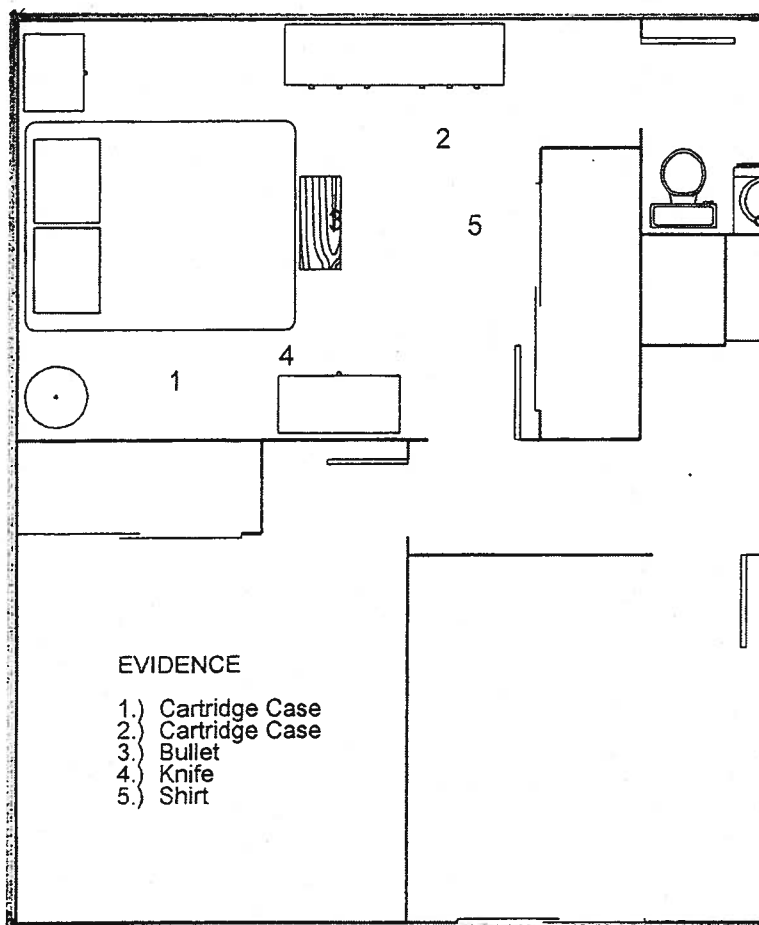 2
3
5
4
1
EVIDENCE
1.) Cartridge Case
2.) Cartridge Case
3.) Bullet
4.) Knife
5.) Shirt